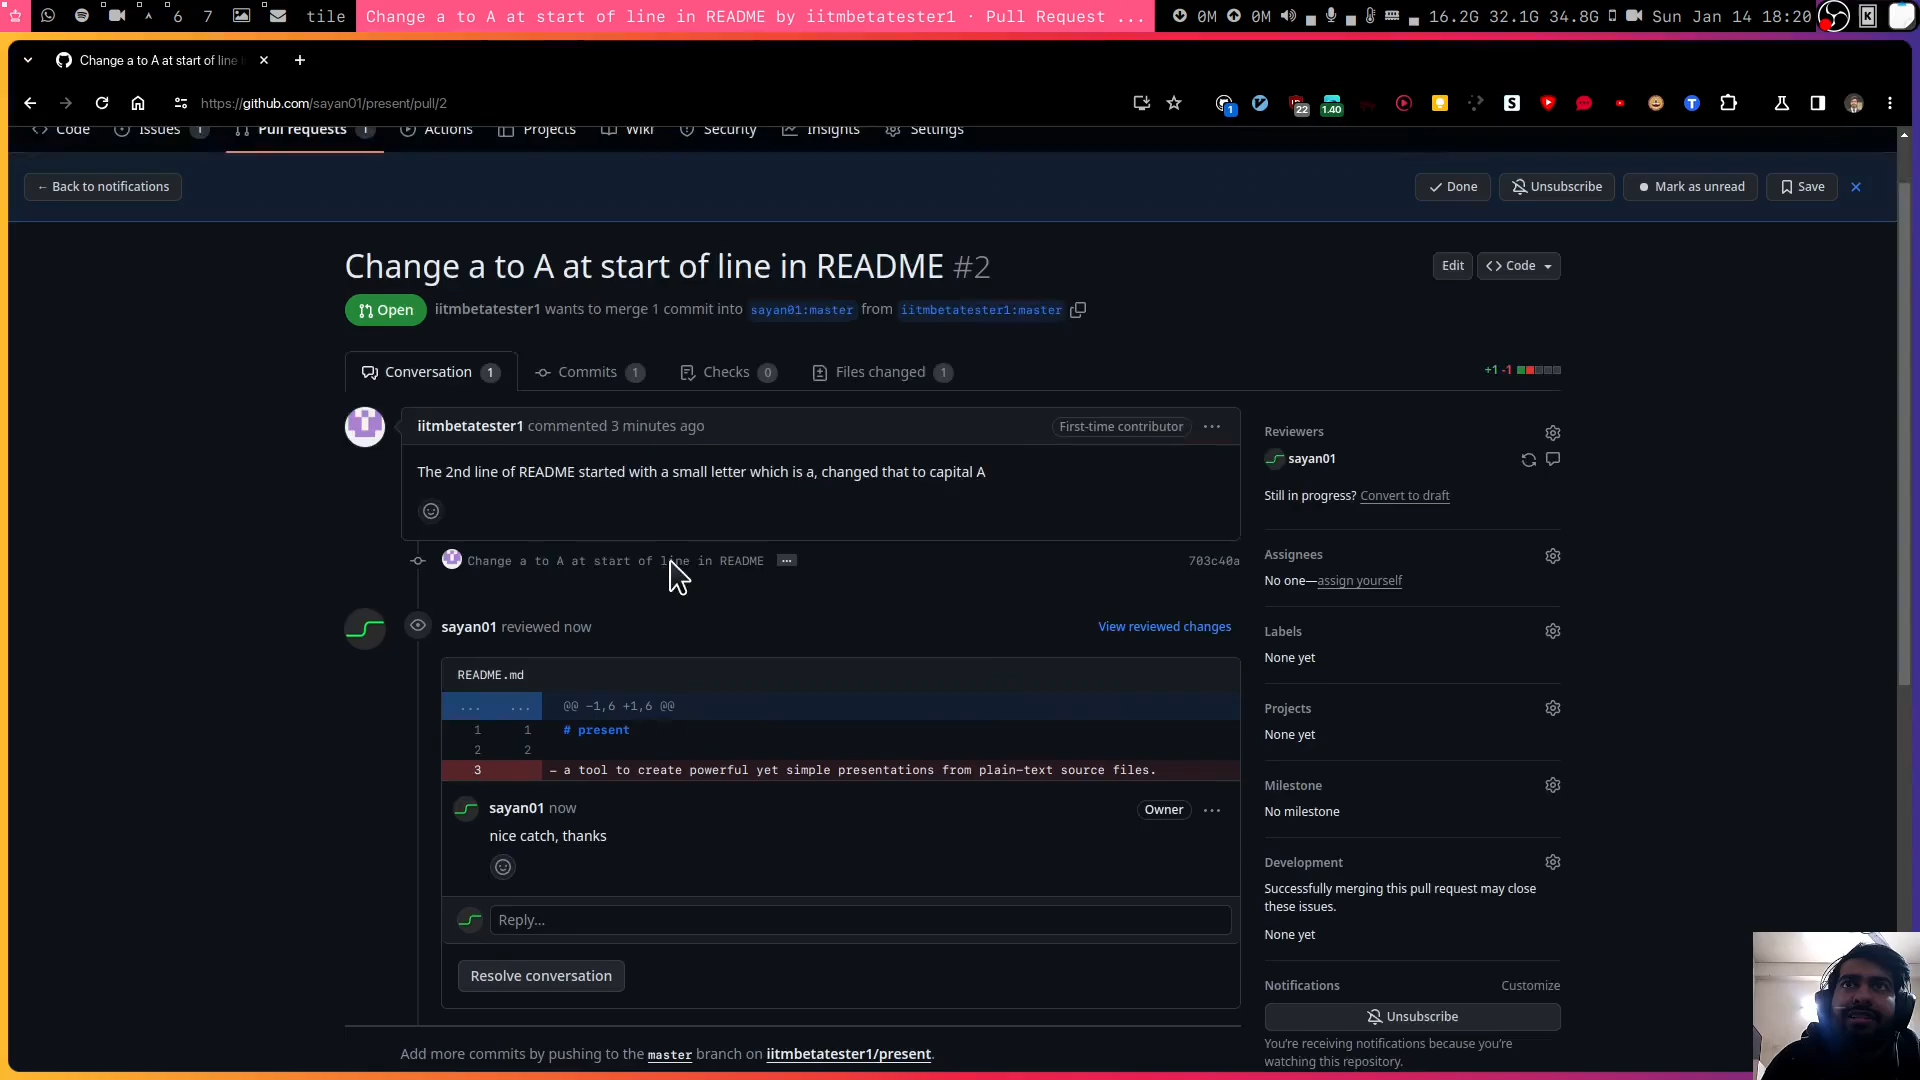 6 7 tile Change a to A at start of line in README by iitmbetatester1 · Pull Request ... 0M 0M 16.2G 32.1G 34.8G Sun Jan 14 18:20 K
Change a to A at start of line
https://github.com/sayan01/present/pull/2 1 22 1.40 S T
Code Issues 1 Pull requests 1 Actions Projects Wiki Security Insights Settings
← Back to notifications Done Unsubscribe Mark as unread Save
Change a to A at start of line in README #2 Edit <> Code
Open iitmbetatester1 wants to merge 1 commit into sayan01:master from iitmbetatester1:master
Conversation 1 Commits 1 Checks 0 Files changed 1 +1 -1
iitmbetatester1 commented 3 minutes ago First-time contributor ...
The 2nd line of README started with a small letter which is a, changed that to capital A
Change a to A at start of line in README ... 703c40a
sayan01 reviewed now View reviewed changes
README.md
... ... @@ -1,6 +1,6 @@
1 1 # present
2 2
3 - a tool to create powerful yet simple presentations from plain-text source files.
sayan01 now Owner ...
nice catch, thanks
Reply...
Resolve conversation
Add more commits by pushing to the master branch on iitmbetatester1/present.
Reviewers
sayan01
Still in progress? Convert to draft
Assignees
No one—assign yourself
Labels
None yet
Projects
None yet
Milestone
No milestone
Development
Successfully merging this pull request may close
these issues.
None yet
Notifications Customize
Unsubscribe
You're receiving notifications because you're
watching this repository.